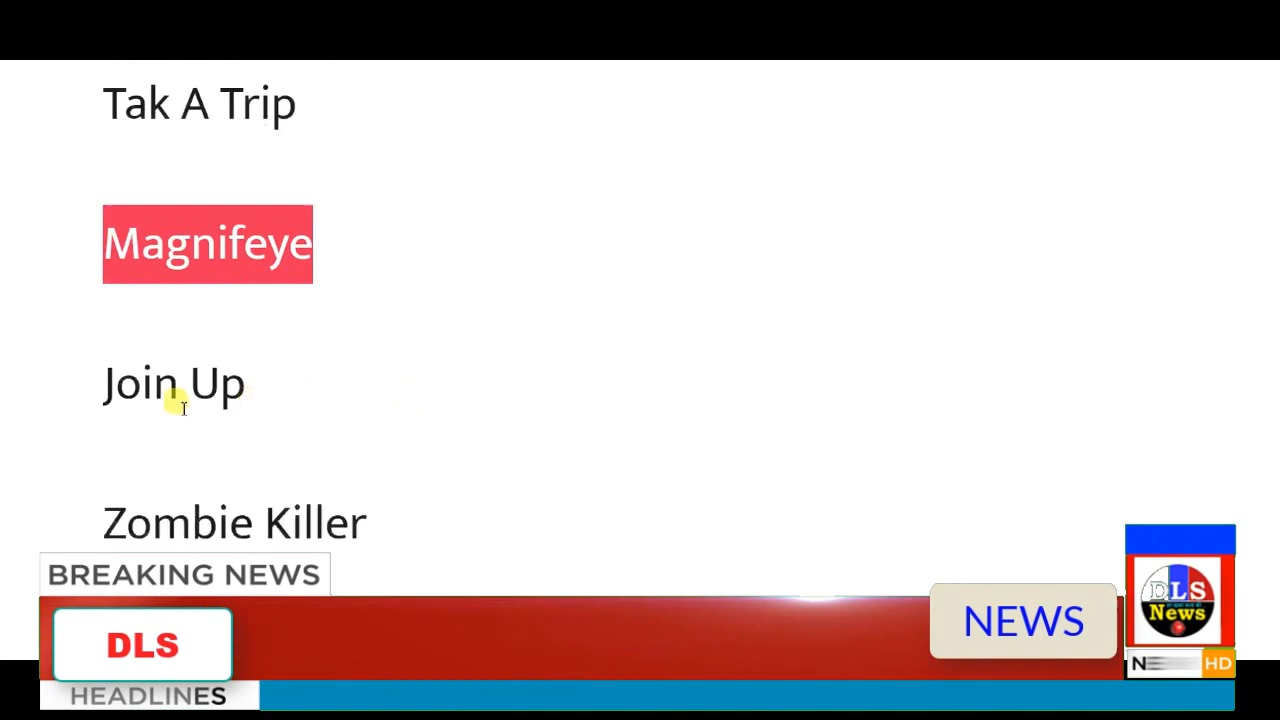 Tak A Trip
Magnifeye
Join Up
Zombie Killer
BREAKING NEWS
NEWS
DLS
DLS
News
HD
HEADLINES